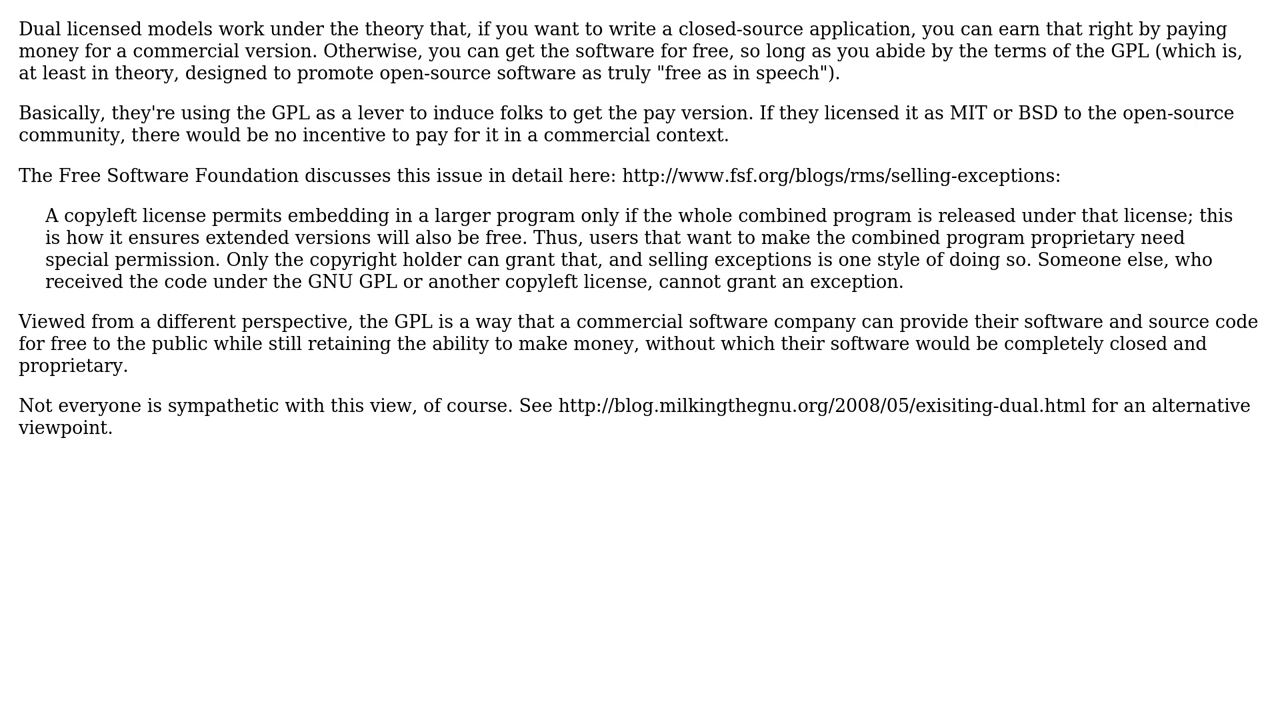 Dual licensed models work under the theory that, if you want to write a closed-source application, you can earn that right by paying
money for a commercial version. Otherwise, you can get the software for free, so long as you abide by the terms of the GPL (which is,
at least in theory, designed to promote open-source software as truly "free as in speech").
Basically, they're using the GPL as a lever to induce folks to get the pay version. If they licensed it as MIT or BSD to the open-source
community, there would be no incentive to pay for it in a commercial context.
The Free Software Foundation discusses this issue in detail here: http://www.fsf.org/blogs/rms/selling-exceptions:
A copyleft license permits embedding in a larger program only if the whole combined program is released under that license; this
is how it ensures extended versions will also be free. Thus, users that want to make the combined program proprietary need
special permission. Only the copyright holder can grant that, and selling exceptions is one style of doing so. Someone else, who
received the code under the GNU GPL or another copyleft license, cannot grant an exception.
Viewed from a different perspective, the GPL is a way that a commercial software company can provide their software and source code
for free to the public while still retaining the ability to make money, without which their software would be completely closed and
proprietary.
Not everyone is sympathetic with this view, of course. See http://blog.milkingthegnu.org/2008/05/exisiting-dual.html for an alternative
viewpoint.